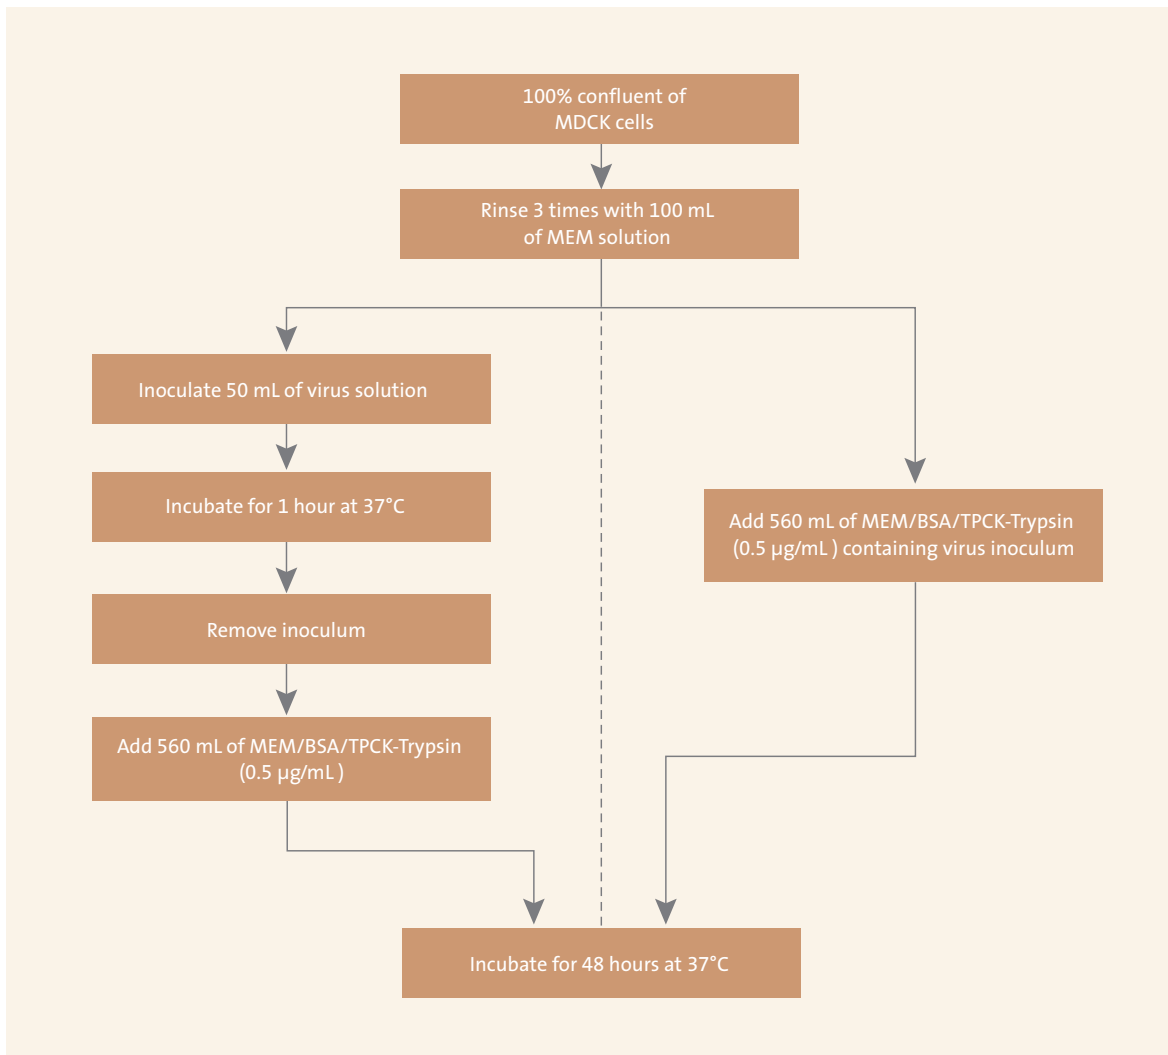 100% confluent of
MDCK cells
Rinse 3 times with 100 mL
of MEM solution
Inoculate 50 mL of virus solution
Incubate for 1 hour at 37°C
Remove inoculum
Add 560 mL of MEM/BSA/TPCK-Trypsin
(0.5 µg/mL )
Add 560 mL of MEM/BSA/TPCK-Trypsin
(0.5 µg/mL ) containing virus inoculum
Incubate for 48 hours at 37°C